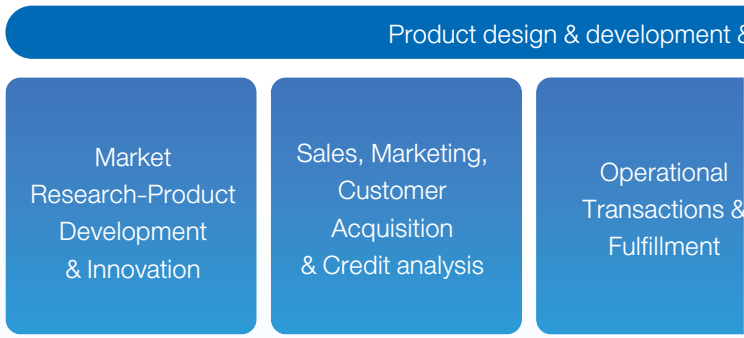 Product design & development &
Market
Research-Product
Development
& Innovation
Sales, Marketing,
Customer
Acquisition
& Credit analysis
Operational
Transactions &
Fulfillment